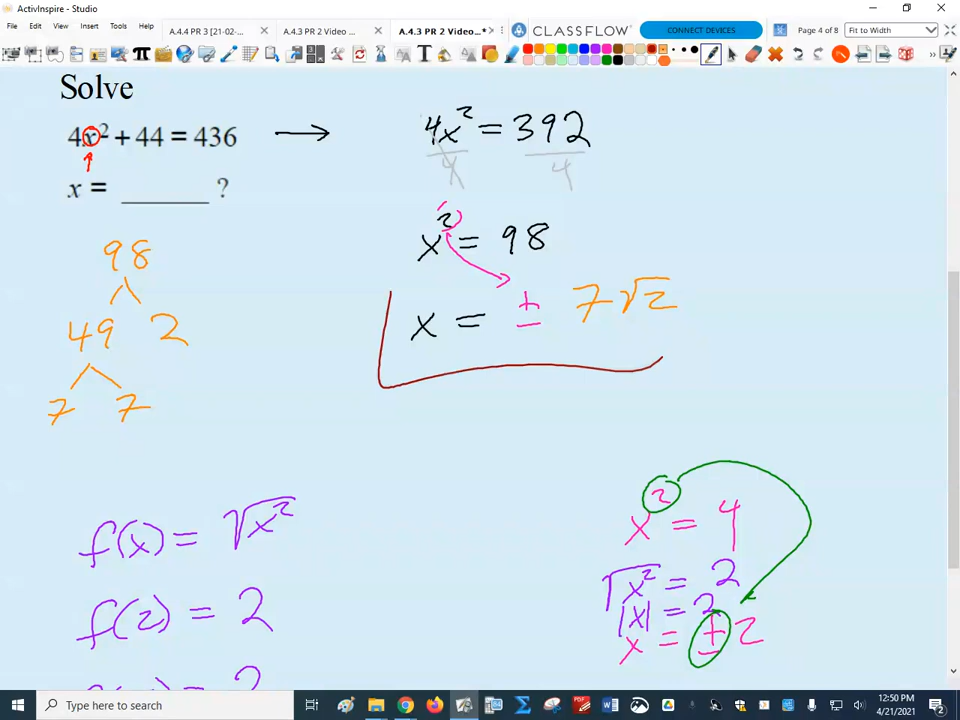 ActivInspire - Studio
File Edit View Insert Tools Help
A.4.4 PR 3 [21-02-... A.4.3 PR 2 Video ... A.4.3 PR 2 Video...*
CLASSFLOW
CONNECT DEVICES
Page 4 of 8
Fit to Width
Solve
4x² + 44 = 436
x = ________ ?
4x² = 392
4 4
x² = 98
x = ± 7√2
98
49 2
7 7
f(x) = √x²
f(2) = 2
x² = 4
√x² = 2
|x| = 2
x = ± 2
Type here to search
12:50 PM
4/21/2021